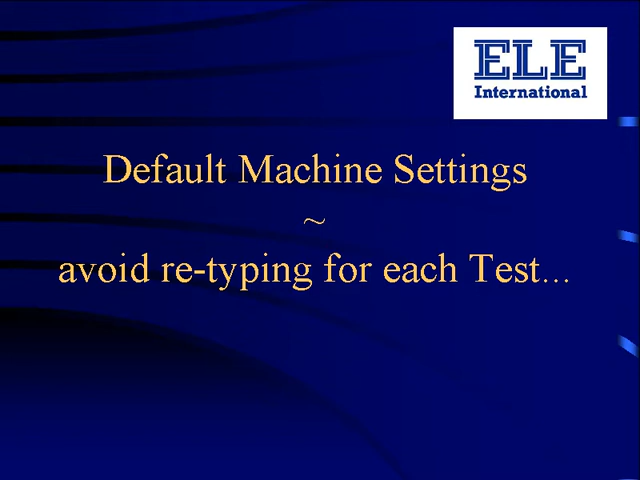 ELE
International
Default Machine Settings
~
avoid re-typing for each Test...